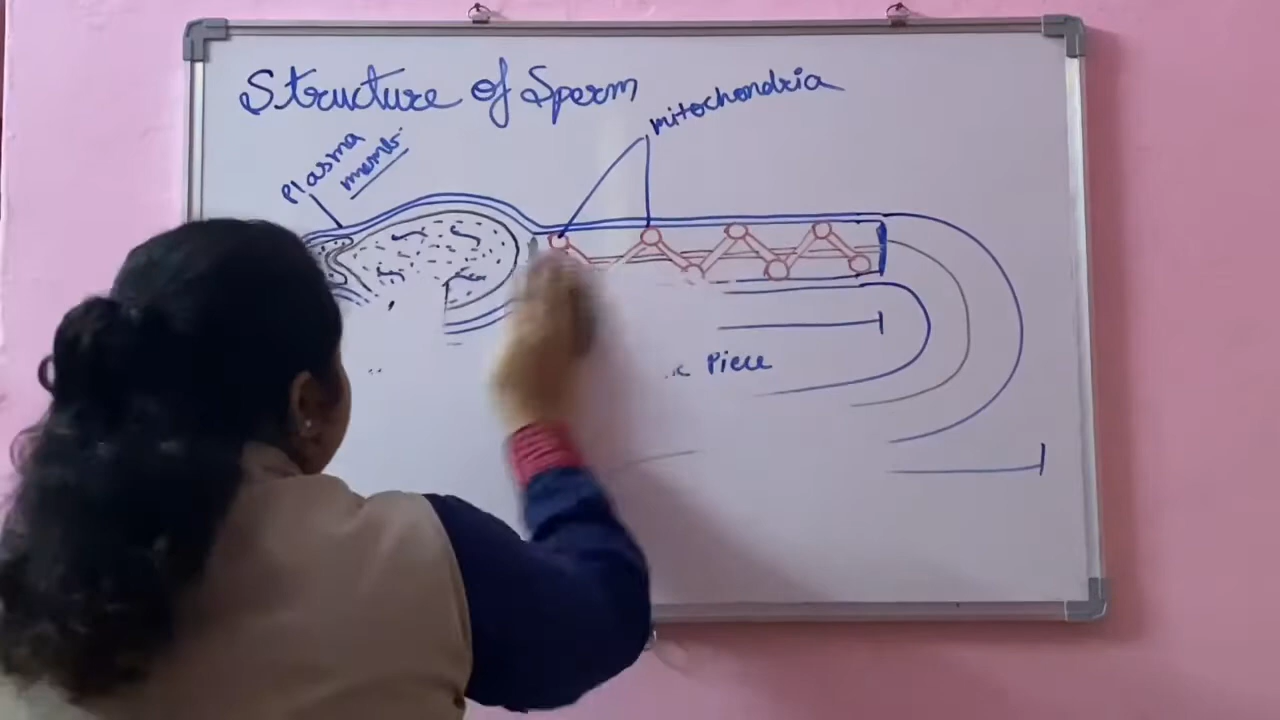 Structure of Sperm
mitochondria
Plasma
memb.
Piece